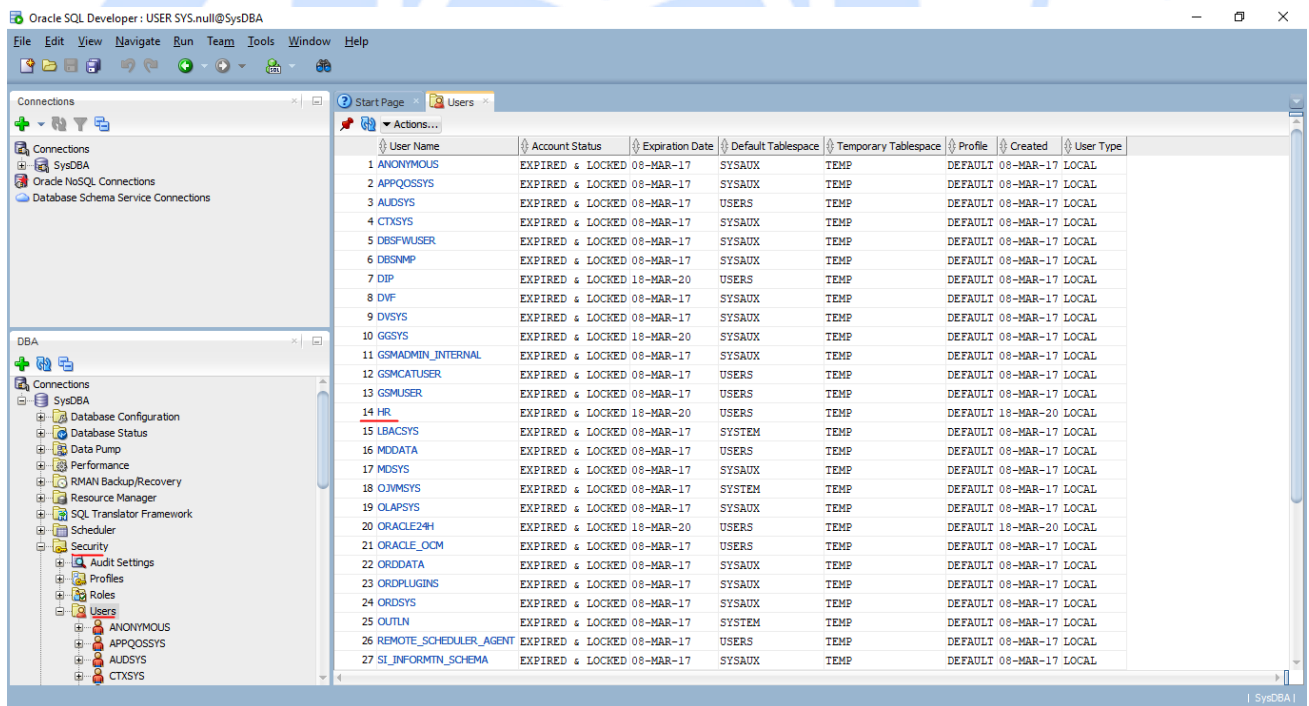 Oracle SQL Developer : USER SYS.null@SysDBA
File Edit View Navigate Run Team Tools Window Help
Connections
Connections
SysDBA
Oracle NoSQL Connections
Database Schema Service Connections
DBA
Connections
SysDBA
Database Configuration
Database Status
Data Pump
Performance
RMAN Backup/Recovery
Resource Manager
SQL Translator Framework
Scheduler
Security
Audit Settings
Profiles
Roles
Users
ANONYMOUS
APPQOSSYS
AUDSYS
CTXSYS
Start Page Users
Actions...
User Name Account Status Expiration Date Default Tablespace Temporary Tablespace Profile Created User Type
1 ANONYMOUS EXPIRED & LOCKED 08-MAR-17 SYSAUX TEMP DEFAULT 08-MAR-17 LOCAL
2 APPQOSSYS EXPIRED & LOCKED 08-MAR-17 SYSAUX TEMP DEFAULT 08-MAR-17 LOCAL
3 AUDSYS EXPIRED & LOCKED 08-MAR-17 USERS TEMP DEFAULT 08-MAR-17 LOCAL
4 CTXSYS EXPIRED & LOCKED 08-MAR-17 SYSAUX TEMP DEFAULT 08-MAR-17 LOCAL
5 DBSFWUSER EXPIRED & LOCKED 08-MAR-17 SYSAUX TEMP DEFAULT 08-MAR-17 LOCAL
6 DBSNMP EXPIRED & LOCKED 08-MAR-17 SYSAUX TEMP DEFAULT 08-MAR-17 LOCAL
7 DIP EXPIRED & LOCKED 18-MAR-20 USERS TEMP DEFAULT 08-MAR-17 LOCAL
8 DVF EXPIRED & LOCKED 08-MAR-17 SYSAUX TEMP DEFAULT 08-MAR-17 LOCAL
9 DVSYS EXPIRED & LOCKED 08-MAR-17 SYSAUX TEMP DEFAULT 08-MAR-17 LOCAL
10 GGSYS EXPIRED & LOCKED 18-MAR-20 SYSAUX TEMP DEFAULT 08-MAR-17 LOCAL
11 GSMADMIN_INTERNAL EXPIRED & LOCKED 08-MAR-17 SYSAUX TEMP DEFAULT 08-MAR-17 LOCAL
12 GSMCATUSER EXPIRED & LOCKED 08-MAR-17 USERS TEMP DEFAULT 08-MAR-17 LOCAL
13 GSMUSER EXPIRED & LOCKED 08-MAR-17 USERS TEMP DEFAULT 08-MAR-17 LOCAL
14 HR EXPIRED & LOCKED 18-MAR-20 USERS TEMP DEFAULT 18-MAR-20 LOCAL
15 LBACSYS EXPIRED & LOCKED 08-MAR-17 SYSTEM TEMP DEFAULT 08-MAR-17 LOCAL
16 MDDATA EXPIRED & LOCKED 08-MAR-17 USERS TEMP DEFAULT 08-MAR-17 LOCAL
17 MDSYS EXPIRED & LOCKED 08-MAR-17 SYSAUX TEMP DEFAULT 08-MAR-17 LOCAL
18 OJVMSYS EXPIRED & LOCKED 08-MAR-17 SYSTEM TEMP DEFAULT 08-MAR-17 LOCAL
19 OLAPSYS EXPIRED & LOCKED 08-MAR-17 SYSAUX TEMP DEFAULT 08-MAR-17 LOCAL
20 ORACLE24H EXPIRED & LOCKED 18-MAR-20 USERS TEMP DEFAULT 18-MAR-20 LOCAL
21 ORACLE_OCM EXPIRED & LOCKED 08-MAR-17 USERS TEMP DEFAULT 08-MAR-17 LOCAL
22 ORDDATA EXPIRED & LOCKED 08-MAR-17 SYSAUX TEMP DEFAULT 08-MAR-17 LOCAL
23 ORDPLUGINS EXPIRED & LOCKED 08-MAR-17 SYSAUX TEMP DEFAULT 08-MAR-17 LOCAL
24 ORDSYS EXPIRED & LOCKED 08-MAR-17 SYSAUX TEMP DEFAULT 08-MAR-17 LOCAL
25 OUTLN EXPIRED & LOCKED 08-MAR-17 SYSTEM TEMP DEFAULT 08-MAR-17 LOCAL
26 REMOTE_SCHEDULER_AGENT EXPIRED & LOCKED 08-MAR-17 USERS TEMP DEFAULT 08-MAR-17 LOCAL
27 SI_INFORMTN_SCHEMA EXPIRED & LOCKED 08-MAR-17 SYSAUX TEMP DEFAULT 08-MAR-17 LOCAL
| SysDBA |